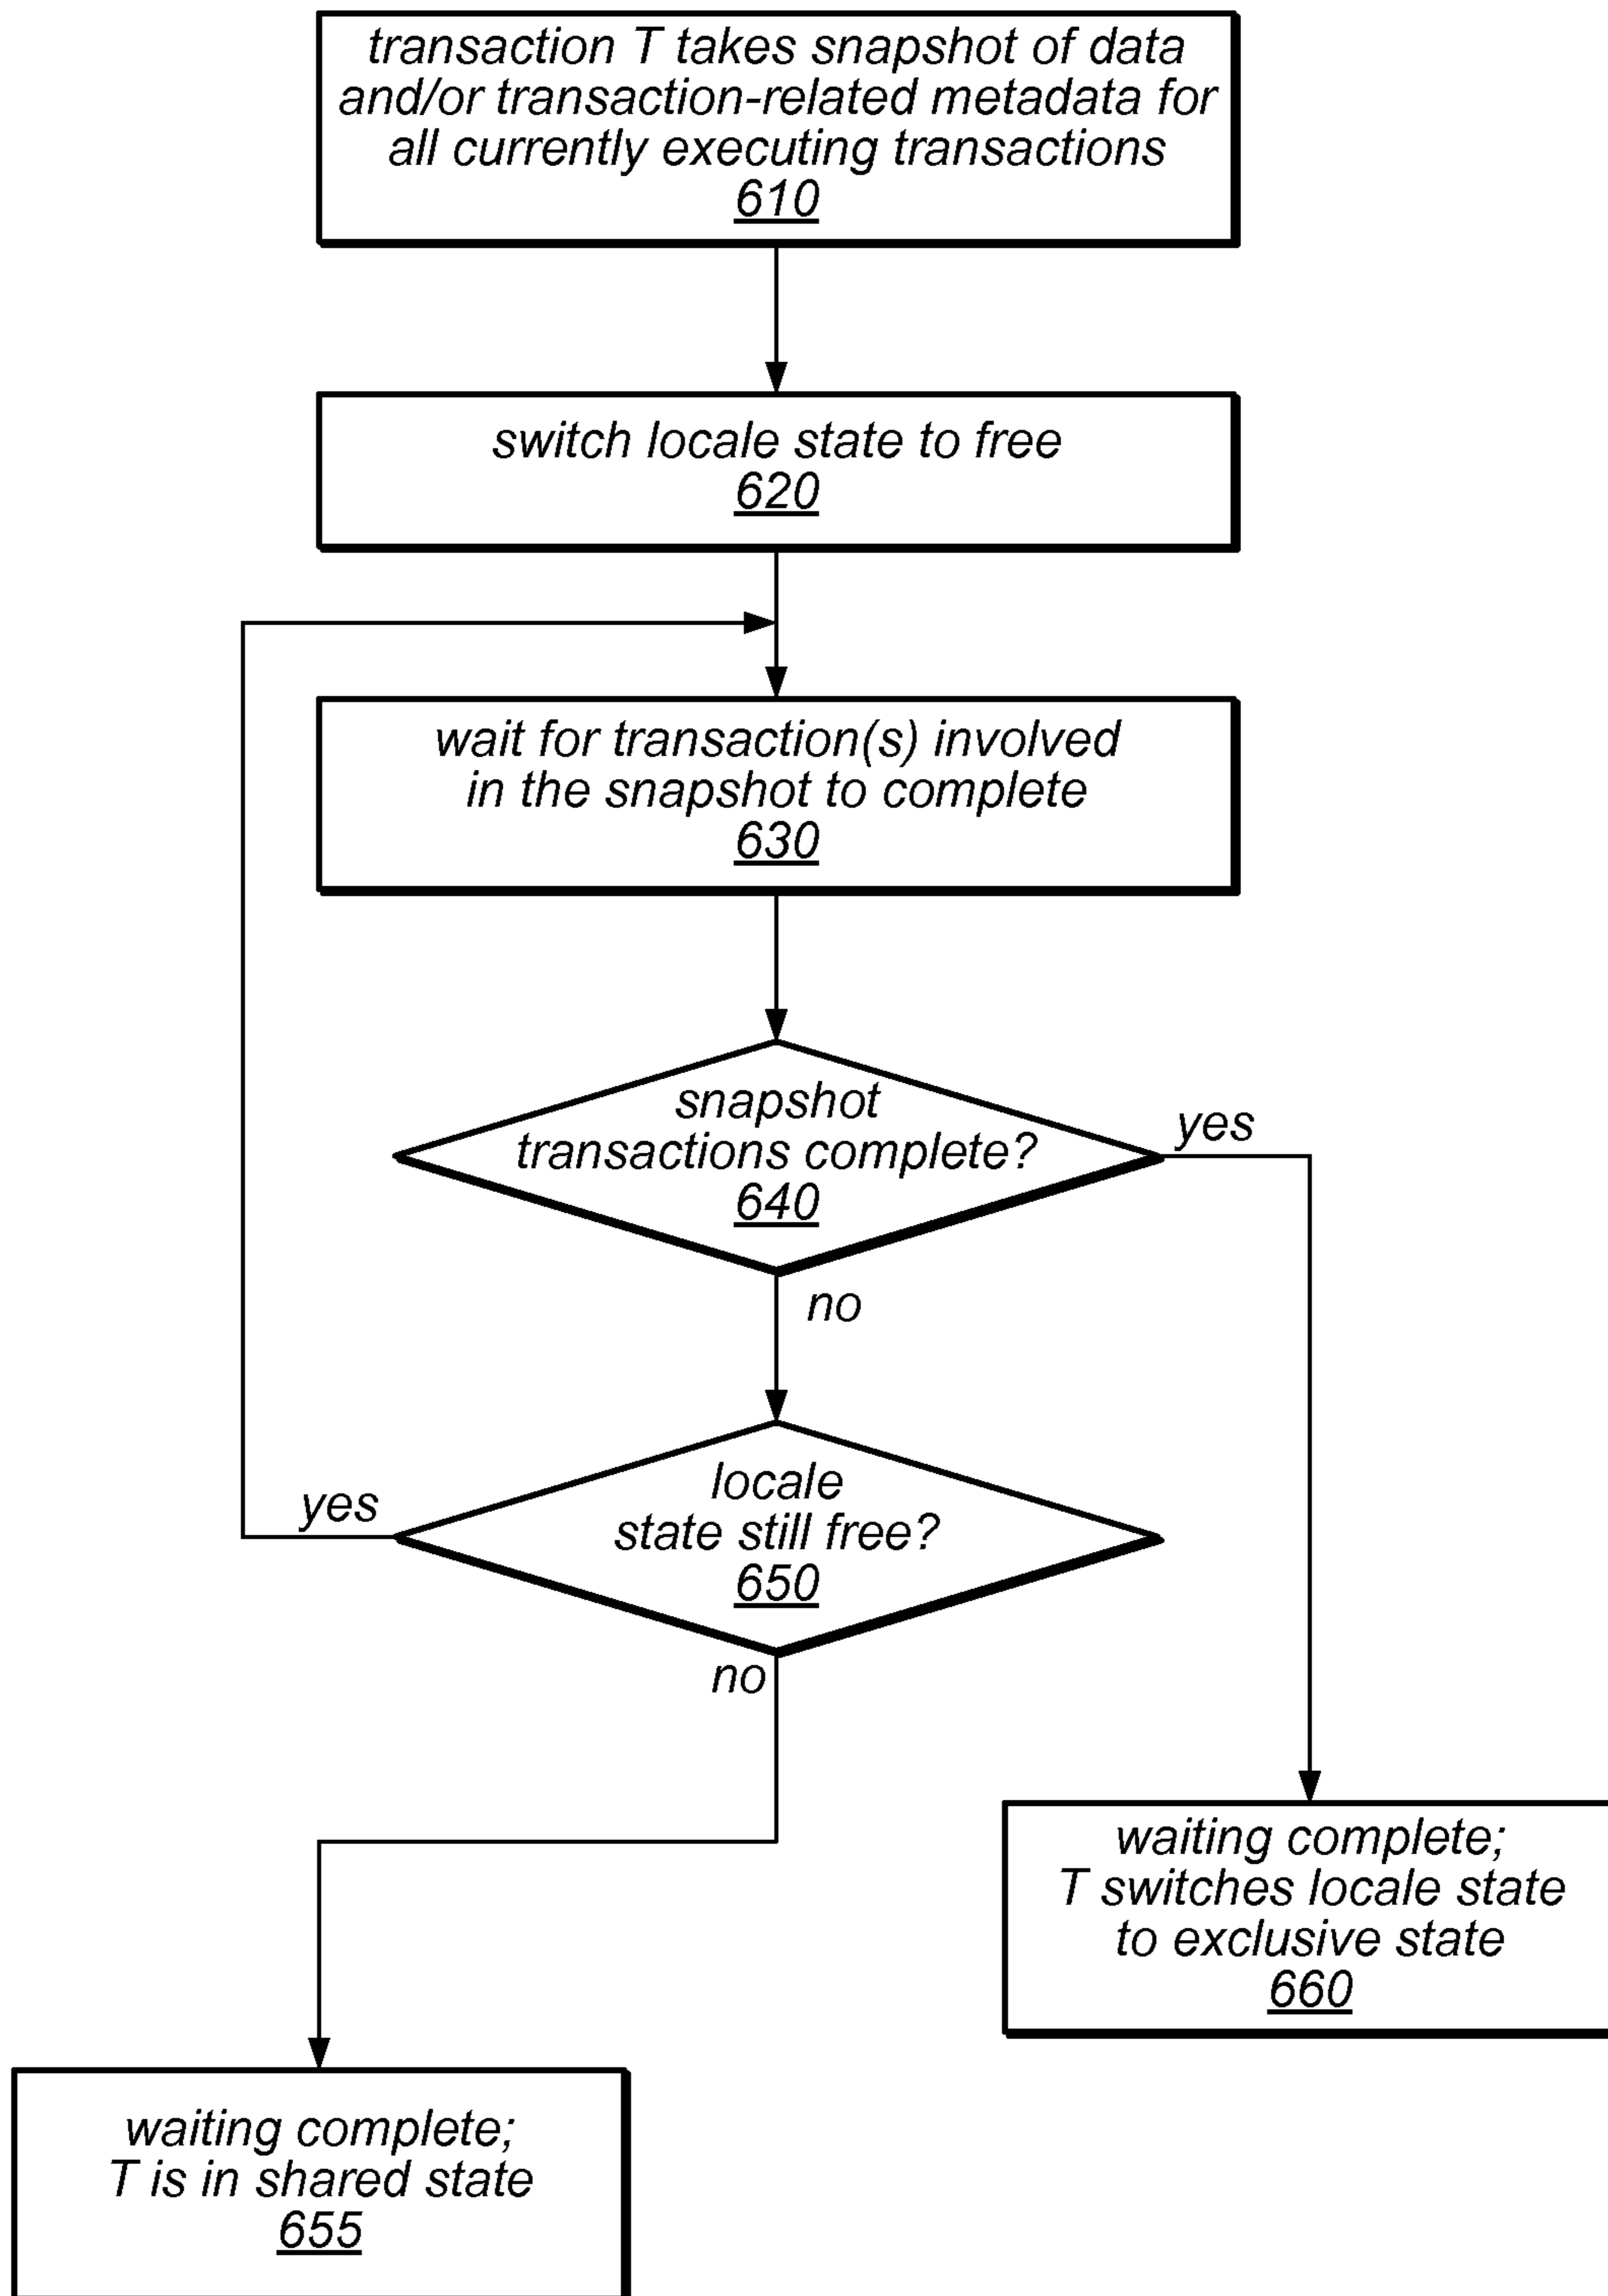 transaction T takes snapshot of data
and/or transaction-related metadata for
all currently executing transactions
610
switch locale state to free
620
wait for transaction(s) involved
in the snapshot to complete
630
snapshot
transactions complete?
640
yes
no
locale
state still free?
650
yes
no
waiting complete;
T switches locale state
to exclusive state
660
waiting complete;
T is in shared state
655